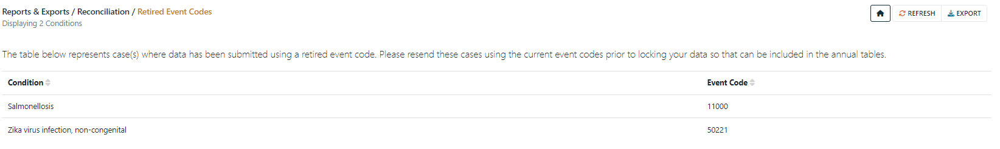 Reports & Exports / Reconciliation / Retired Event Codes
Displaying 2 Conditions
REFRESH
EXPORT
The table below represents case(s) where data has been submitted using a retired event code. Please resend these cases using the current event codes prior to locking your data so that can be included in the annual tables.
Condition Event Code
Salmonellosis 11000
Zika virus infection, non-congenital 50221